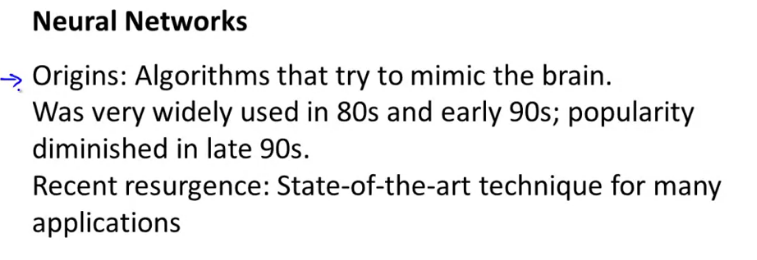 Neural Networks
Origins: Algorithms that try to mimic the brain.
Was very widely used in 80s and early 90s; popularity
diminished in late 90s.
Recent resurgence: State-of-the-art technique for many
applications